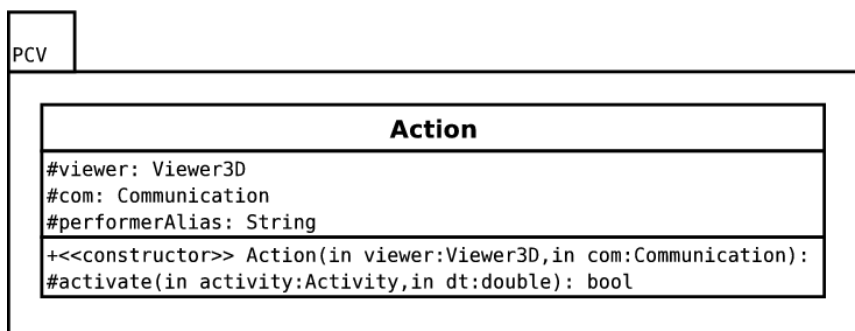 PCV
Action
#viewer: Viewer3D
#com: Communication
#performerAlias: String
+<<constructor>> Action(in viewer:Viewer3D,in com:Communication):
#activate(in activity:Activity,in dt:double): bool